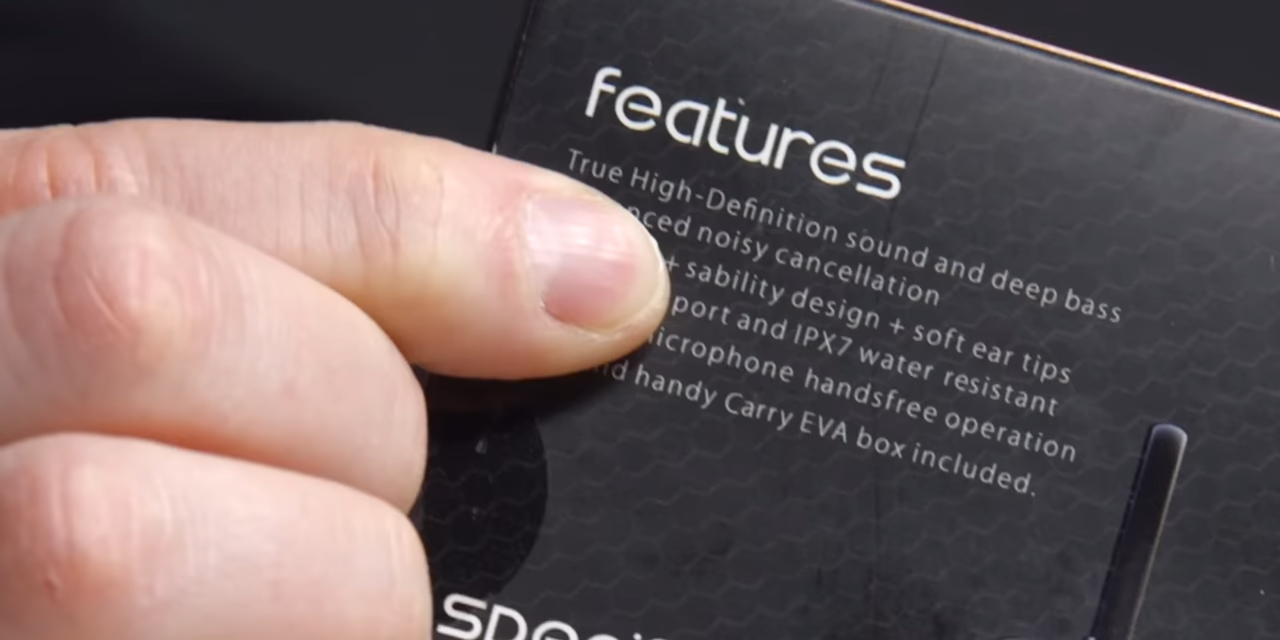 features
True High-Definition sound and deep bass
nced noisy cancellation
+ sability design + soft ear tips
port and IPX7 water resistant
icrophone handsfree operation
d handy Carry EVA box included.